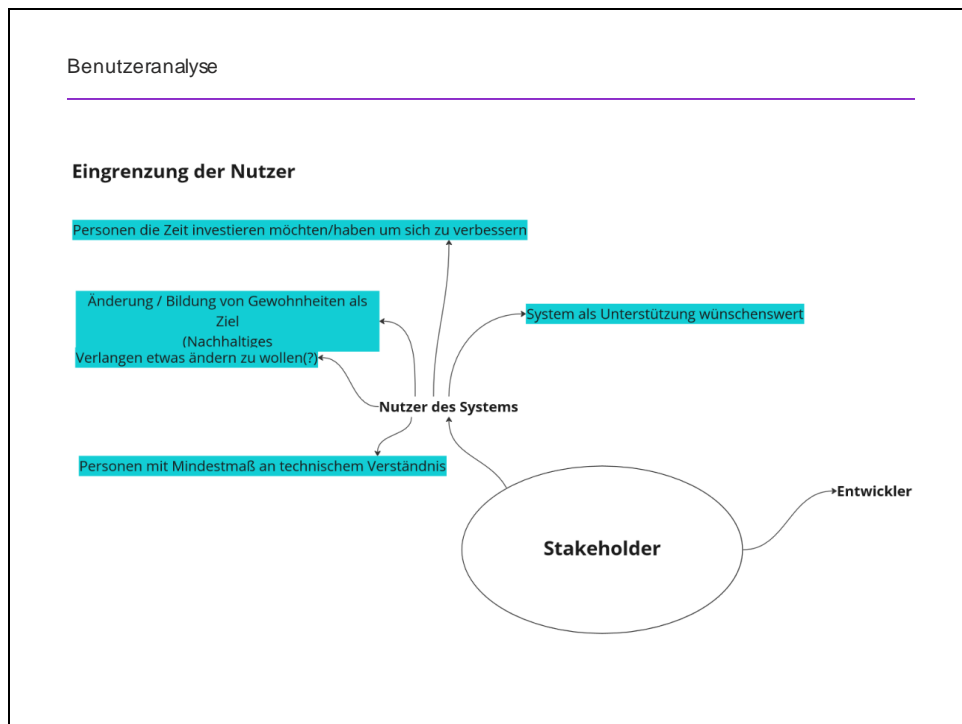 Benutzeranalyse
Eingrenzung der Nutzer
Personen die Zeit investieren möchten/haben um sich zu verbessern
Änderung / Bildung von Gewohnheiten als
Ziel
(Nachhaltiges
Verlangen etwas ändern zu wollen(?)
System als Unterstützung wünschenswert
Nutzer des Systems
Personen mit Mindestmaß an technischem Verständnis
Entwickler
Stakeholder